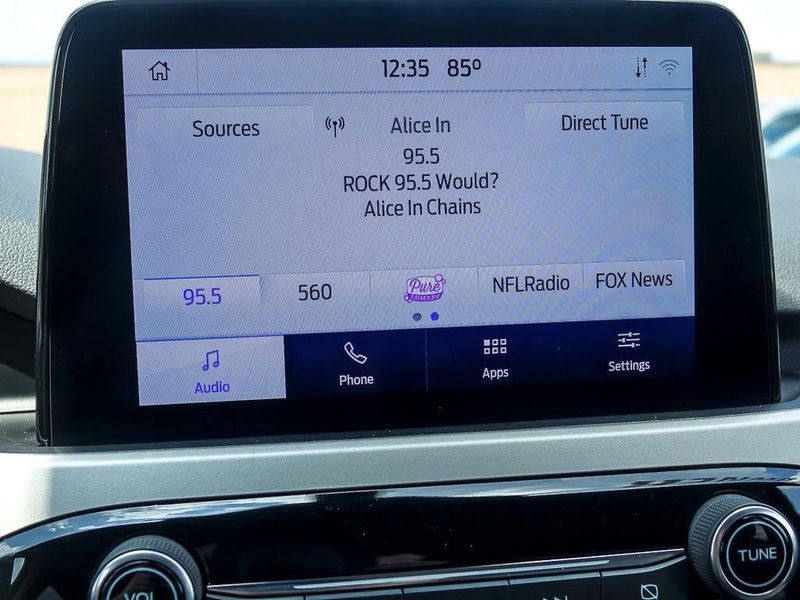 12:35 85°
Sources
Alice In
Direct Tune
95.5
ROCK 95.5 Would?
Alice In Chains
95.5
560
Pure
COMEDY
NFLRadio
FOX News
Audio
Phone
Apps
Settings
VOL
TUNE